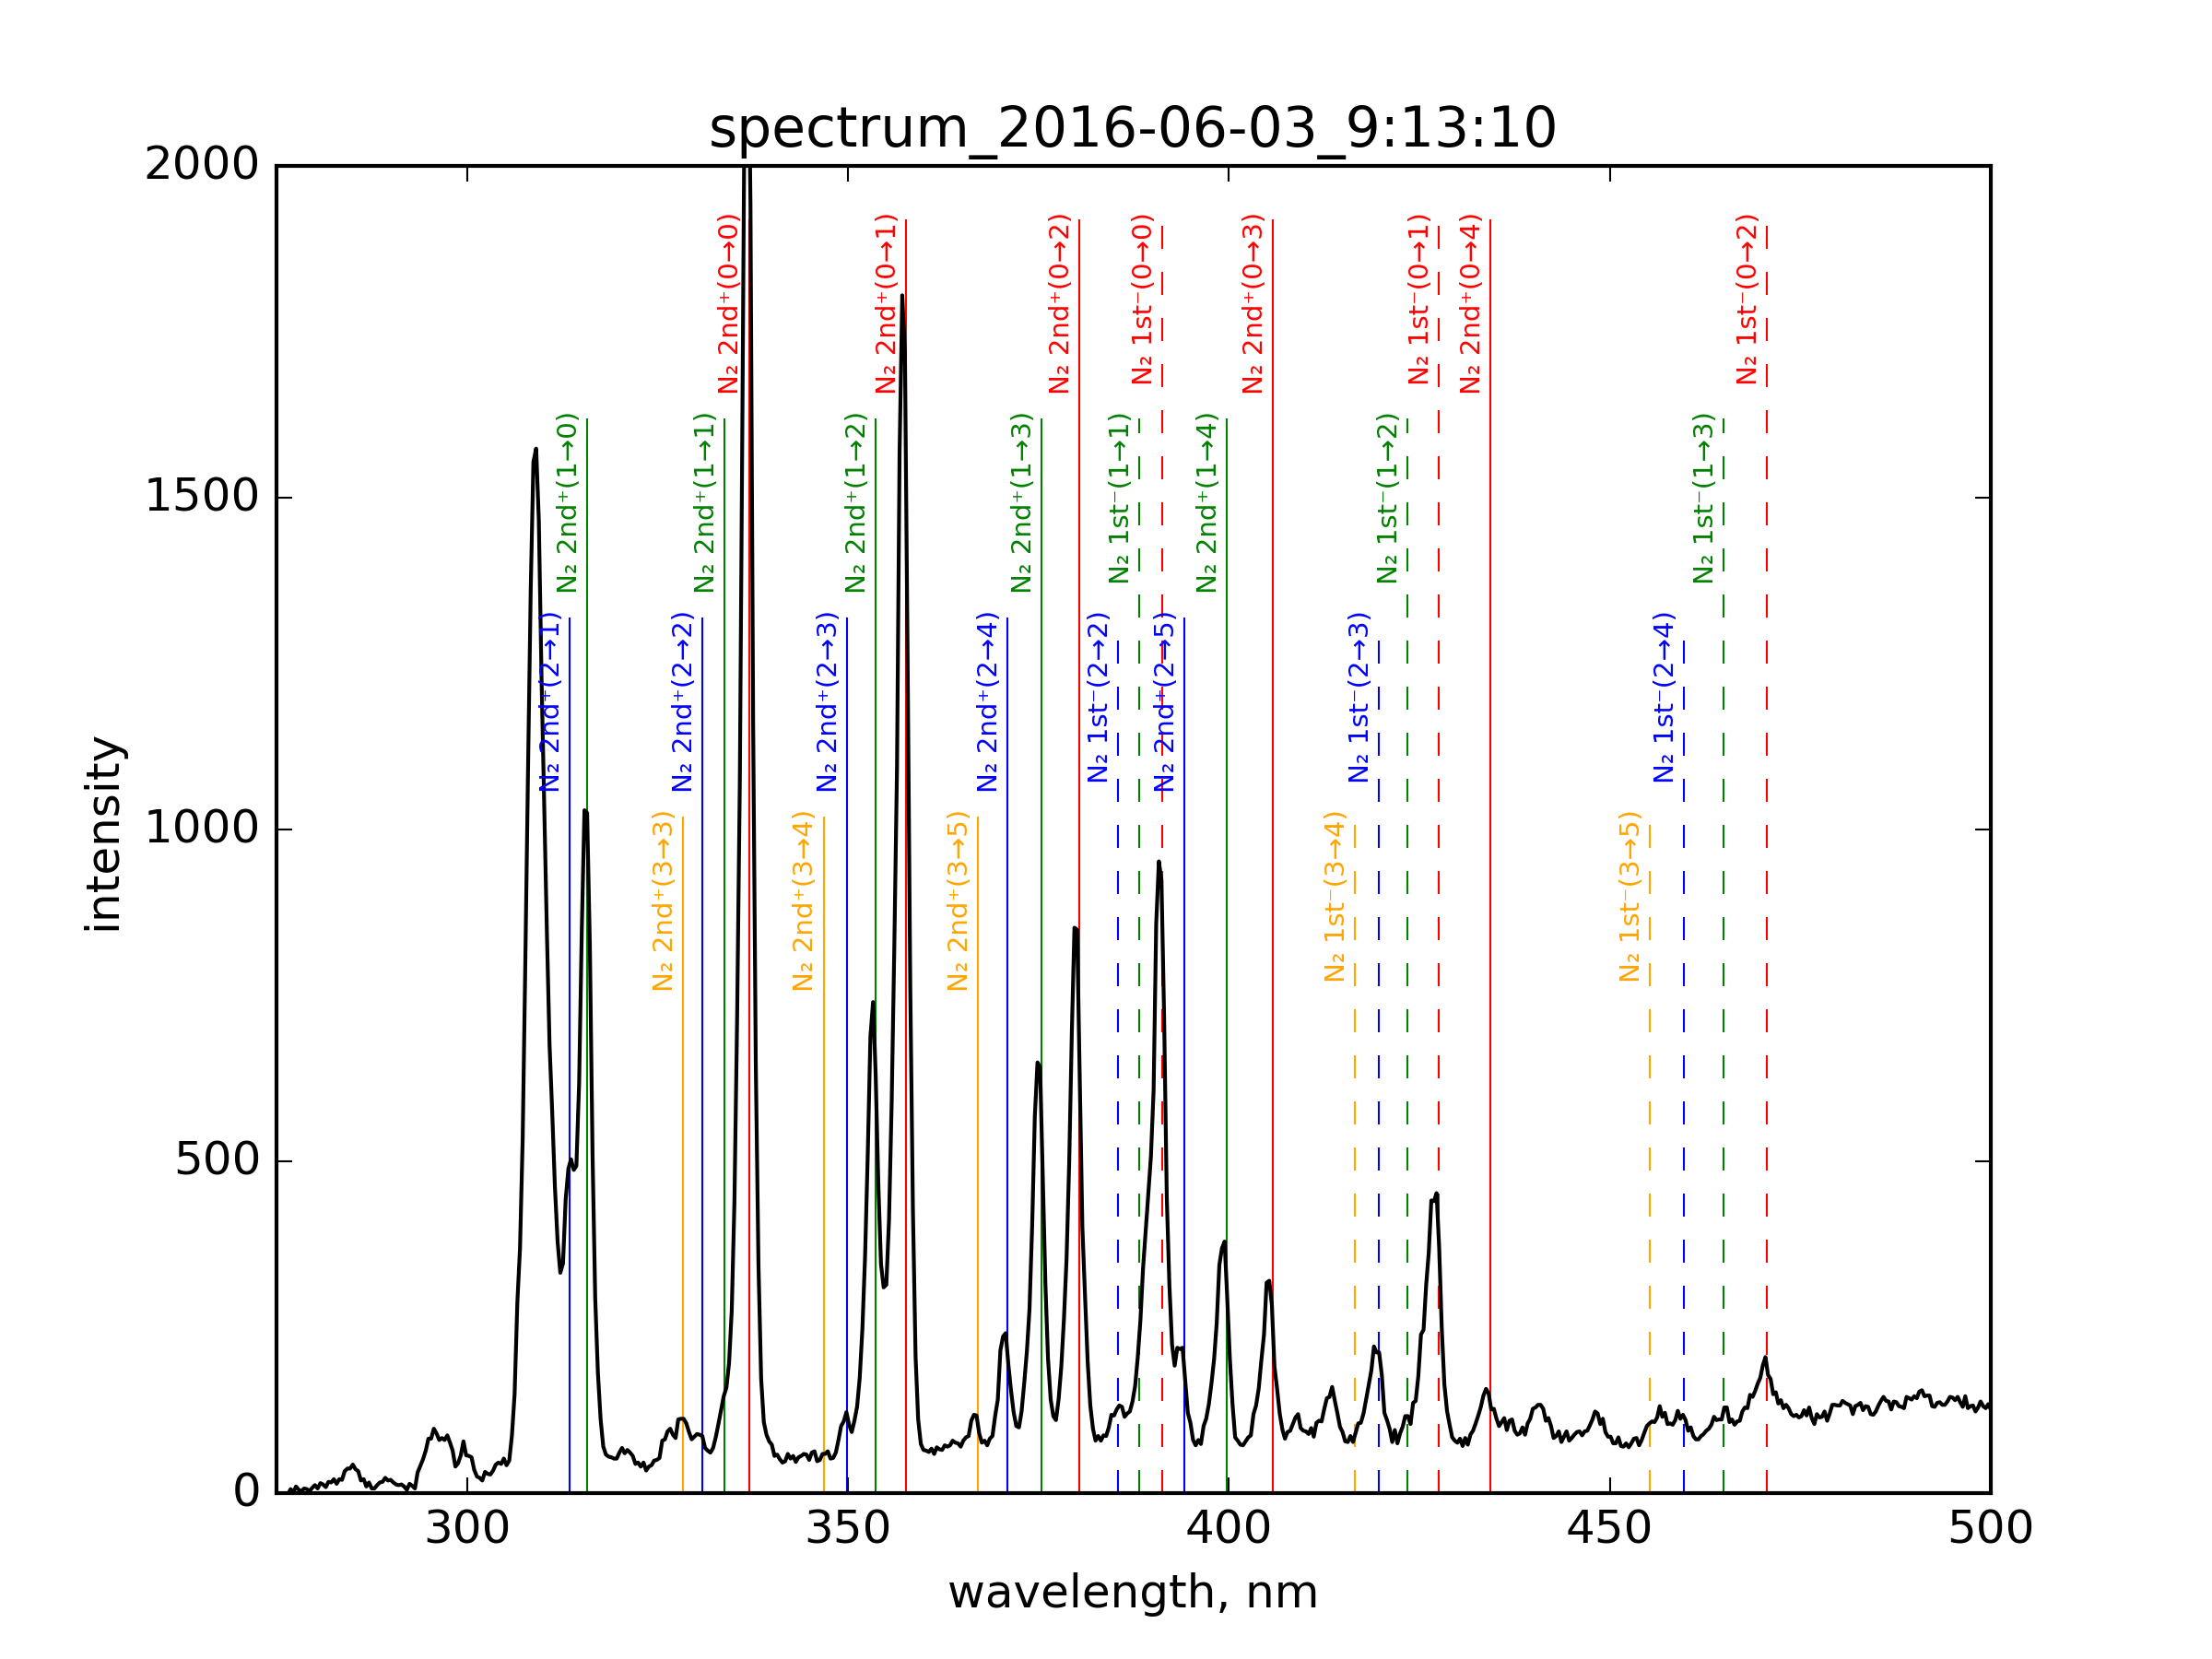 spectrum_2016-06-03_9:13:10
2000
1500
1000
500
0
intensity
N₂ 2nd⁺(0→0)
N₂ 2nd⁺(0→1)
N₂ 2nd⁺(0→2)
N₂ 1st⁻(0→0)
N₂ 2nd⁺(0→3)
N₂ 1st⁻(0→1)
N₂ 2nd⁺(0→4)
N₂ 1st⁻(0→2)
N₂ 2nd⁺(1→0)
N₂ 2nd⁺(1→1)
N₂ 2nd⁺(1→2)
N₂ 2nd⁺(1→3)
N₂ 1st⁻(1→1)
N₂ 2nd⁺(1→4)
N₂ 1st⁻(1→2)
N₂ 1st⁻(1→3)
N₂ 2nd⁺(2→1)
N₂ 2nd⁺(2→2)
N₂ 2nd⁺(2→3)
N₂ 2nd⁺(2→4)
N₂ 1st⁻(2→2)
N₂ 2nd⁺(2→5)
N₂ 1st⁻(2→3)
N₂ 1st⁻(2→4)
N₂ 2nd⁺(3→3)
N₂ 2nd⁺(3→4)
N₂ 2nd⁺(3→5)
N₂ 1st⁻(3→4)
N₂ 1st⁻(3→5)
300 350 400 450 500
wavelength, nm